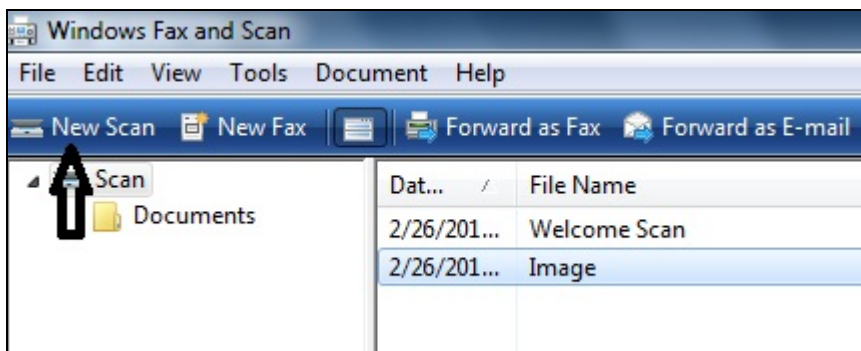 Windows Fax and Scan
File Edit View Tools Document Help
New Scan New Fax Forward as Fax Forward as E-mail
Scan
Documents
Dat... File Name
2/26/201... Welcome Scan
2/26/201... Image